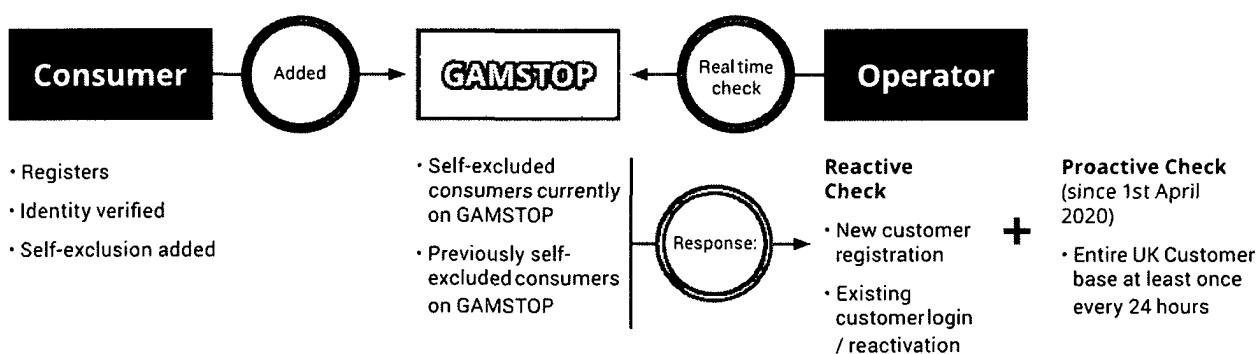 Consumer
Added
GAMSTOP
Real time
check
Operator
• Registers
• Identity verified
• Self-exclusion added
• Self-excluded
consumers currently
on GAMSTOP
• Previously self-
excluded consumers
on GAMSTOP
Response:
Reactive
Check
• New customer
registration
• Existing
customer login
/ reactivation
+
Proactive Check
(since 1st April
2020)
• Entire UK Customer
base at least once
every 24 hours